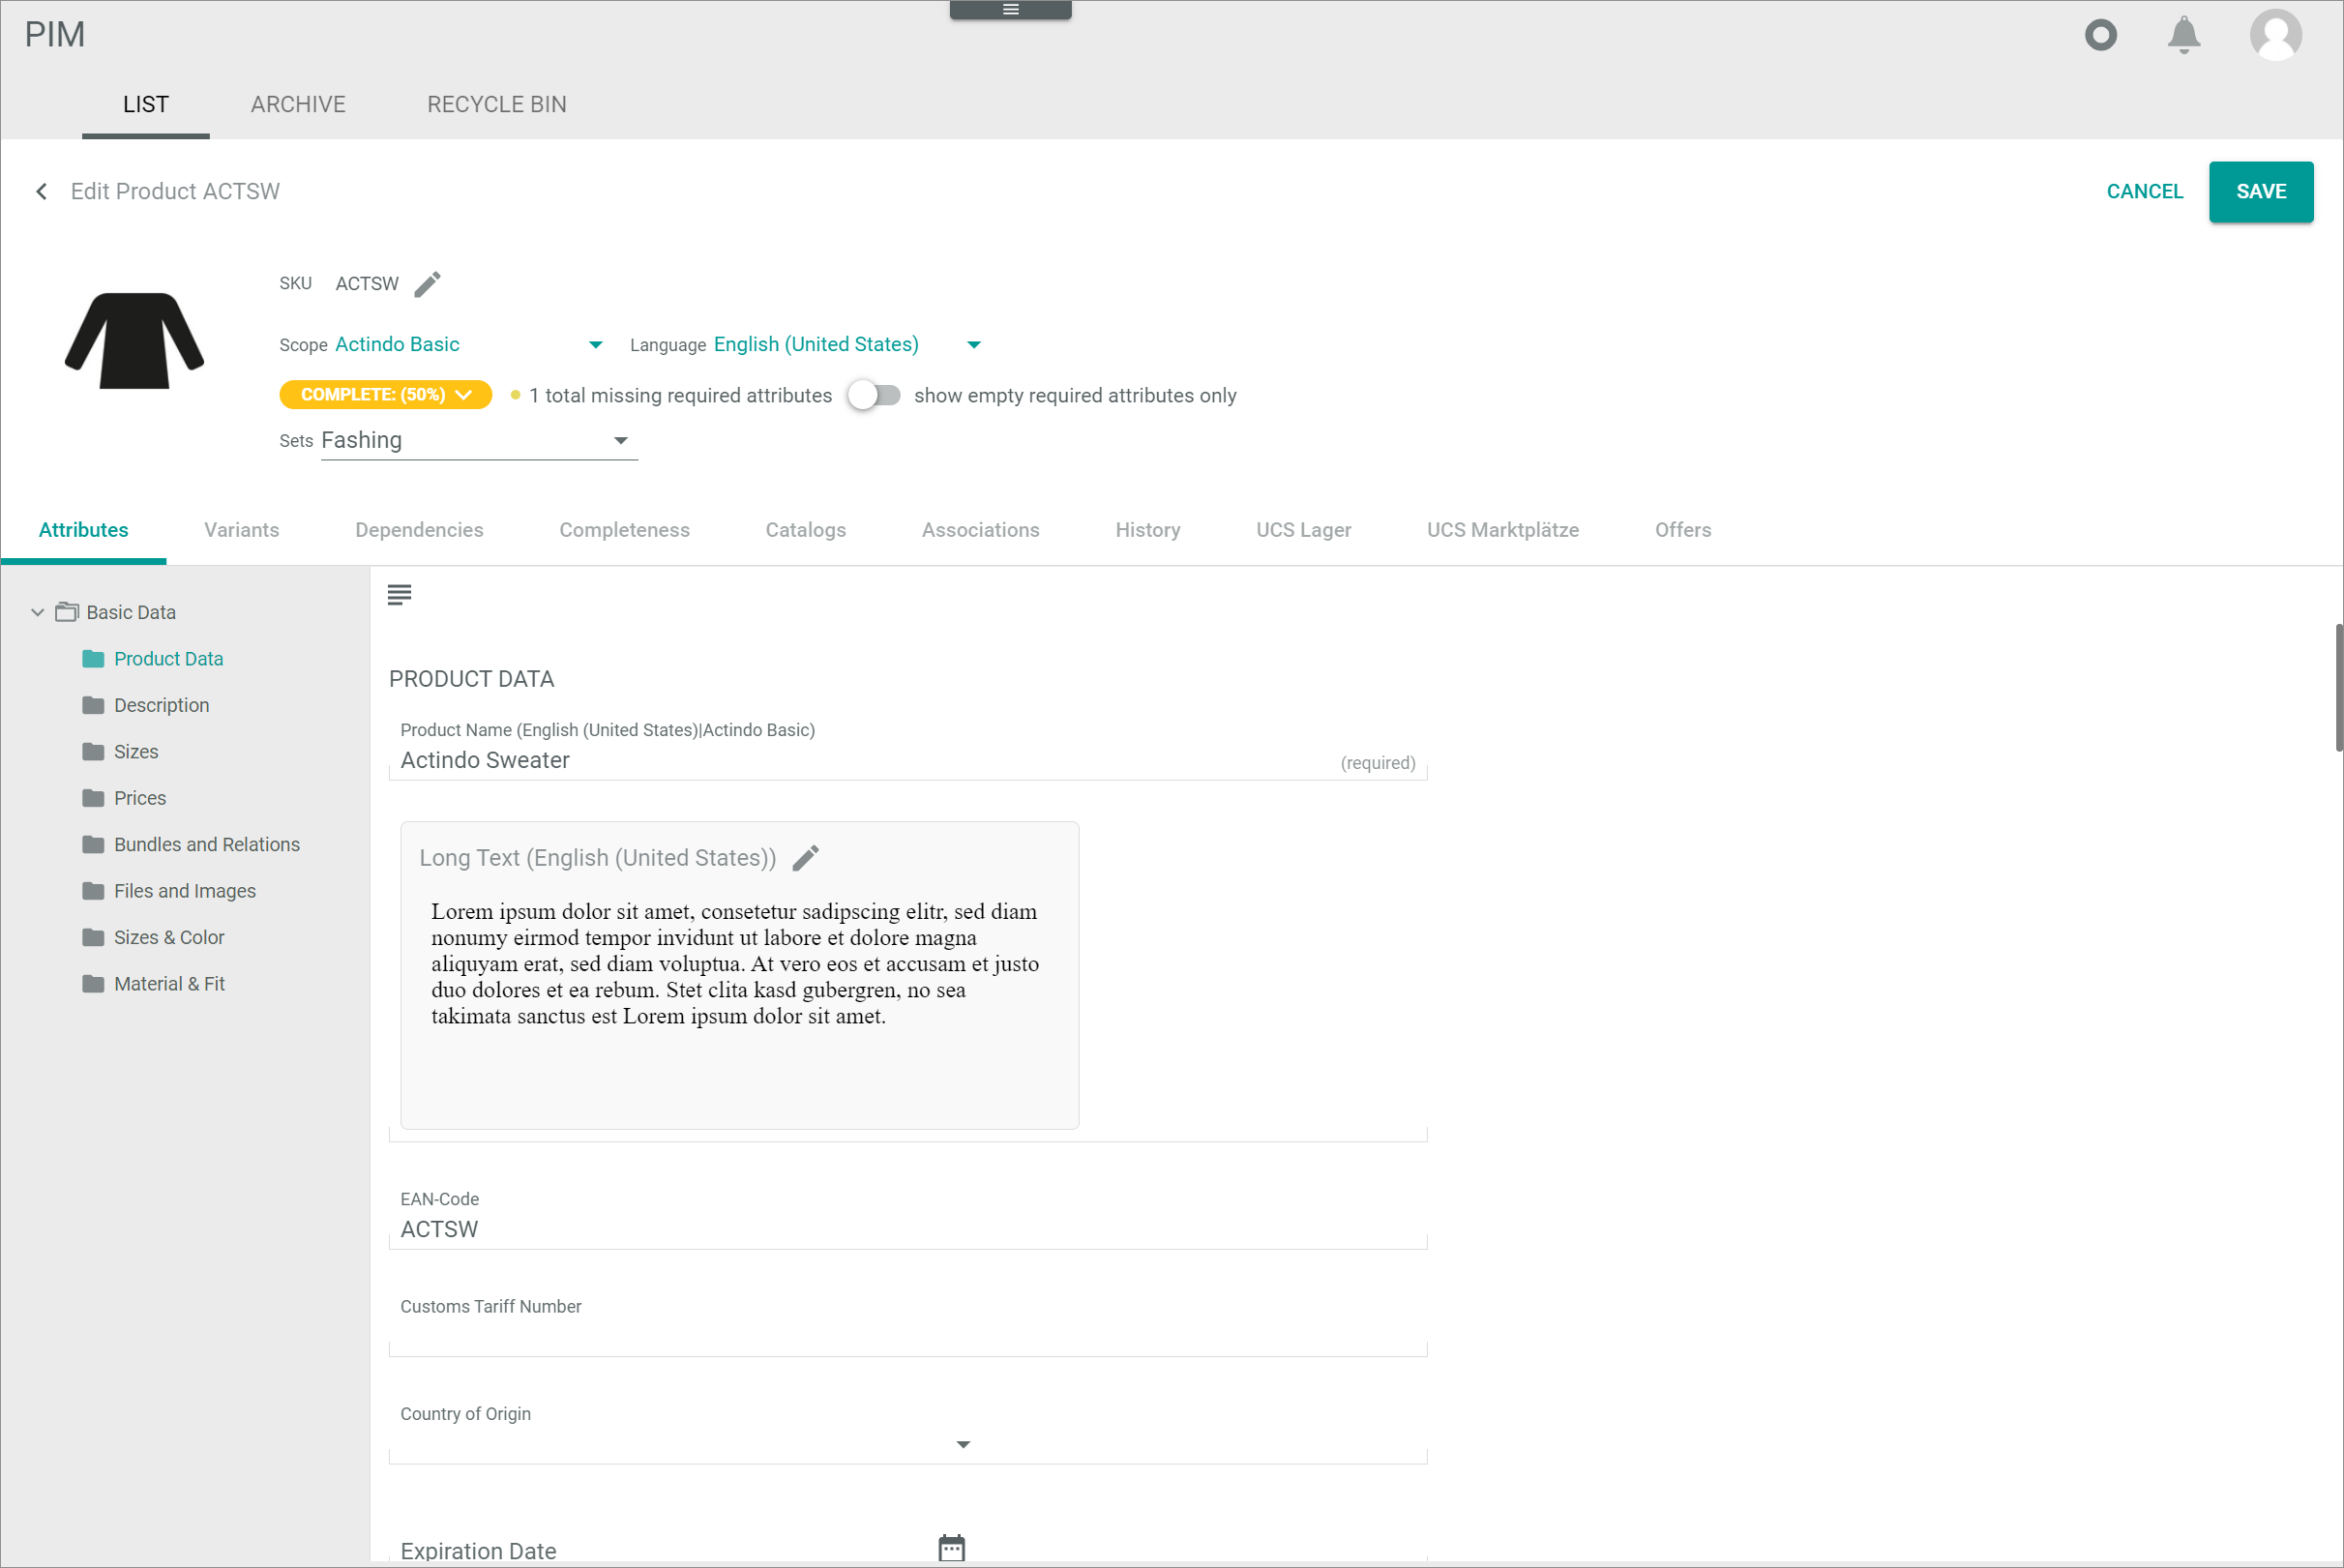 PIM
LIST
ARCHIVE
RECYCLE BIN
Edit Product ACTSW
CANCEL
SAVE
SKU ACTSW
Scope Actindo Basic
Language English (United States)
COMPLETE: (50%)
1 total missing required attributes
show empty required attributes only
Sets Fashing
Attributes
Variants
Dependencies
Completeness
Catalogs
Associations
History
UCS Lager
UCS Marktplätze
Offers
Basic Data
Product Data
Description
Sizes
Prices
Bundles and Relations
Files and Images
Sizes & Color
Material & Fit
PRODUCT DATA
Product Name (English (United States)|Actindo Basic)
Actindo Sweater
(required)
Long Text (English (United States))
Lorem ipsum dolor sit amet, consetetur sadipscing elitr, sed diam
nonumy eirmod tempor invidunt ut labore et dolore magna
aliquyam erat, sed diam voluptua. At vero eos et accusam et justo
duo dolores et ea rebum. Stet clita kasd gubergren, no sea
takimata sanctus est Lorem ipsum dolor sit amet.
EAN-Code
ACTSW
Customs Tariff Number
Country of Origin
Expiration Date